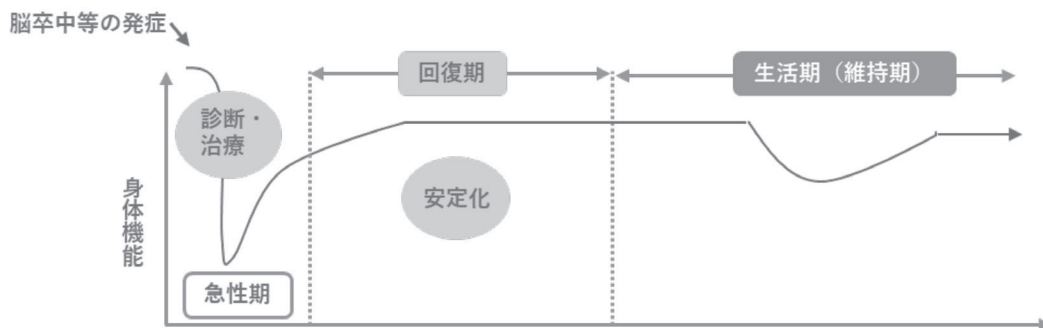 脳卒中等の発症
回復期
生活期（維持期）
診断・
治療
安定化
身体機能
急性期